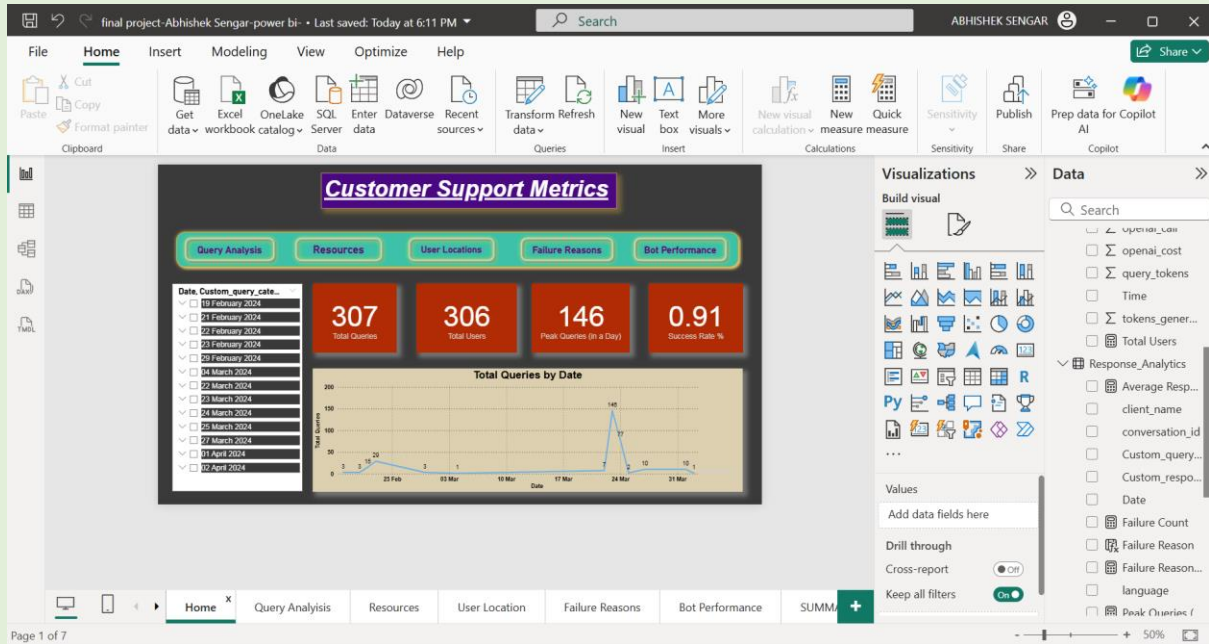 final project-Abhishek Sengar-power bi- • Last saved: Today at 6:11 PM
Search
ABHISHEK SENGAR
File Home Insert Modeling View Optimize Help
Share
Paste
Cut
Copy
Format painter
Clipboard
Get data
Excel workbook
OneLake catalog
SQL Server
Enter data
Dataverse
Recent sources
Data
Transform data
Refresh
Queries
New visual
Text box
More visuals
Insert
New visual calculation
New measure
Quick measure
Calculations
Sensitivity
Sensitivity
Publish
Share
Prep data for AI
Copilot
Copilot
Customer Support Metrics
Query Analysis
Resources
User Locations
Failure Reasons
Bot Performance
Date, Custom_query_cate...
19 February 2024
21 February 2024
22 February 2024
23 February 2024
29 February 2024
04 March 2024
22 March 2024
23 March 2024
24 March 2024
25 March 2024
27 March 2024
01 April 2024
02 April 2024
307
Total Queries
306
Total Users
146
Peak Queries (in a Day)
0.91
Success Rate %
Total Queries by Date
Total Queries
200
150
100
50
0
3 3 29 3 1 7 146 77 2 10 10 1
25 Feb 03 Mar 10 Mar 17 Mar 24 Mar 31 Mar
Date
Visualizations
Build visual
123
R
Py
...
Values
Add data fields here
Drill through
Cross-report
Off
Keep all filters
On
Data
Search
openai_call
openai_cost
query_tokens
Time
tokens_gener...
Total Users
Response_Analytics
Average Resp...
client_name
conversation_id
Custom_query...
Custom_respo...
Date
Failure Count
Failure Reason
Failure Reason...
language
Peak Queries (
DAX
TMDL
Home
Query Analyisis
Resources
User Location
Failure Reasons
Bot Performance
SUMMA
Page 1 of 7
50%